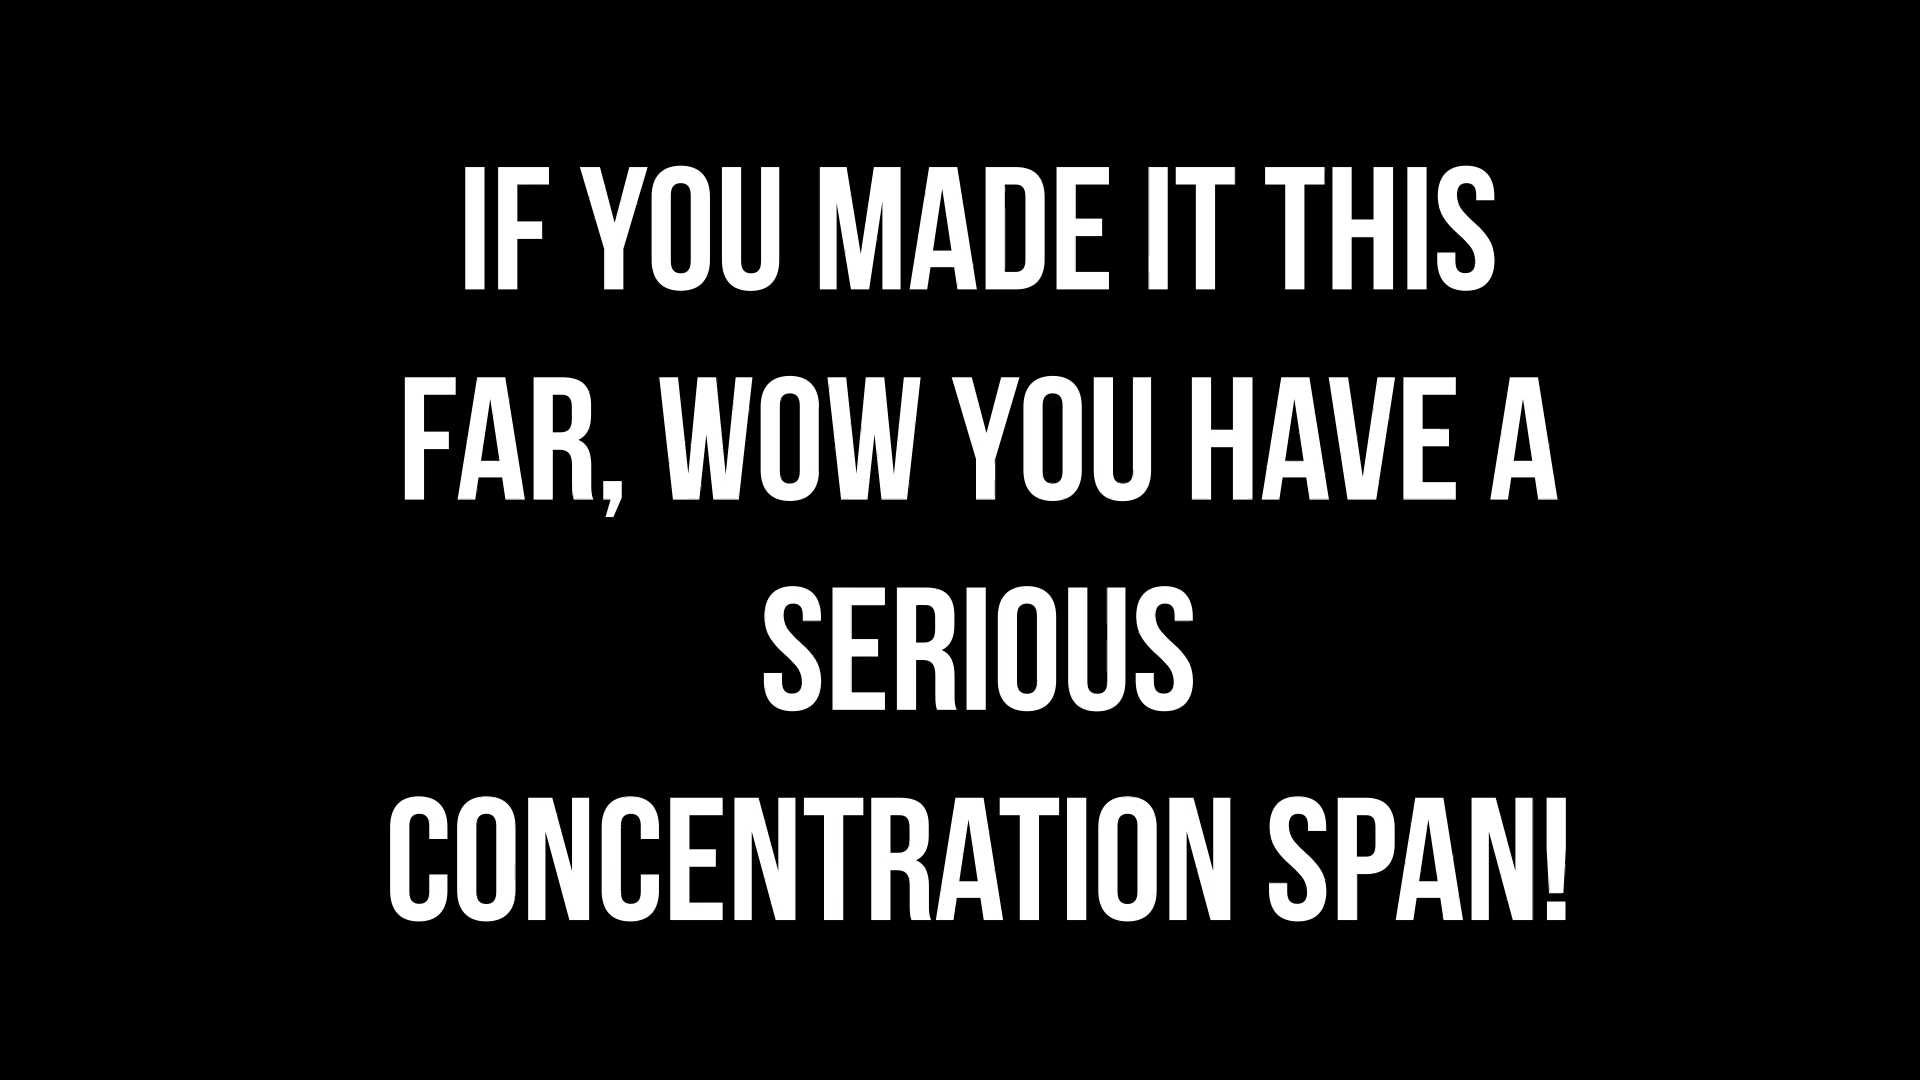 IF YOU MADE IT THIS
FAR, WOW YOU HAVE A
SERIOUS
CONCENTRATION SPAN!